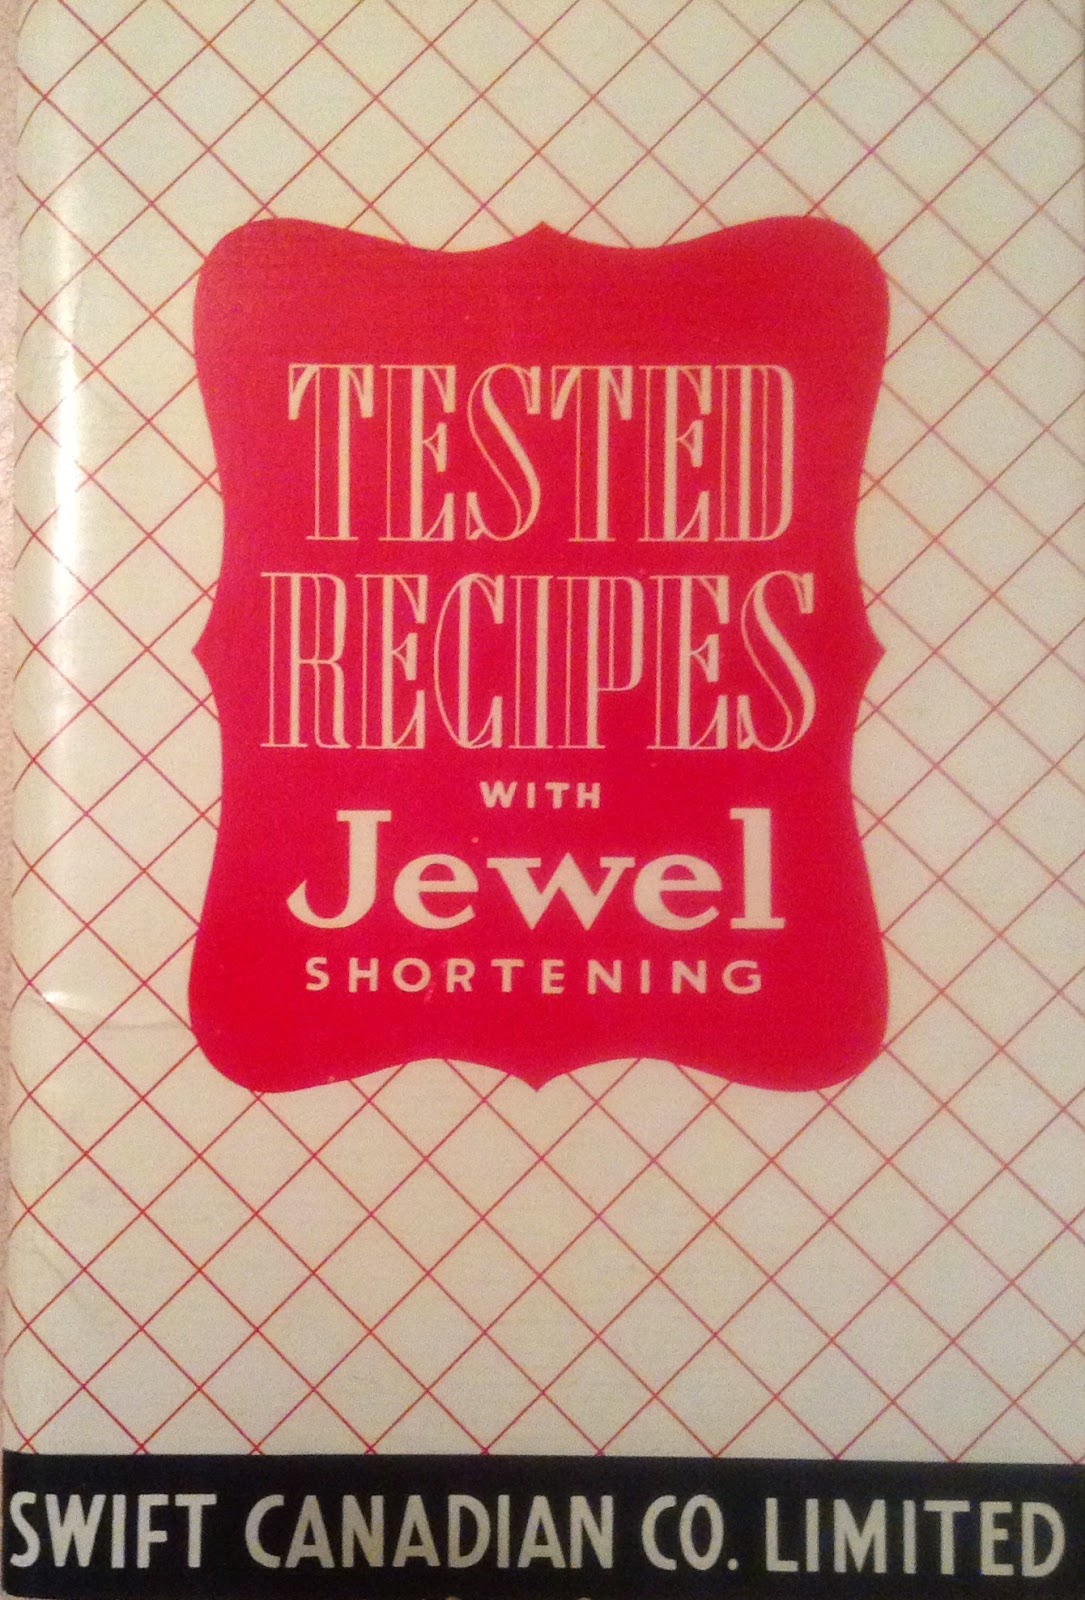 TESTED
RECIPES
WITH
Jewel
SHORTENING
SWIFT CANADIAN CO. LIMITED